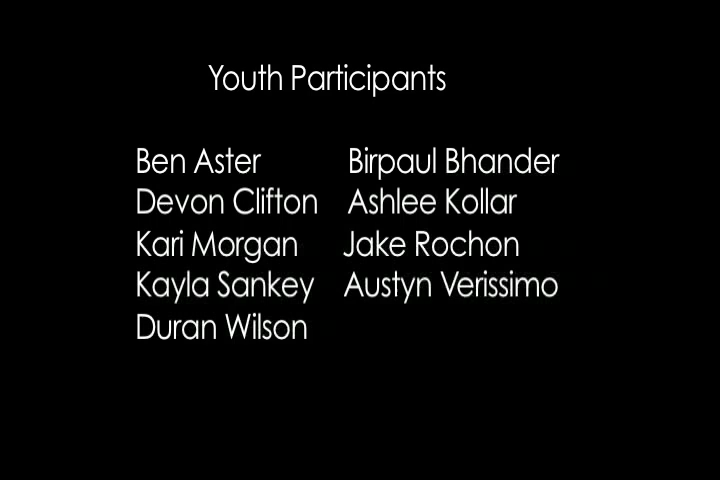 Youth Participants
Ben Aster Birpaul Bhander
Devon Clifton Ashlee Kollar
Kari Morgan Jake Rochon
Kayla Sankey Austyn Verissimo
Duran Wilson